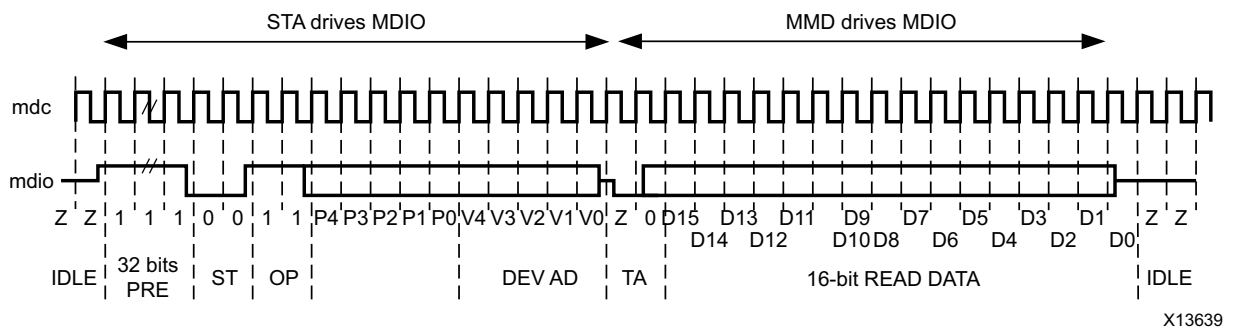 STA drives MDIO MMD drives MDIO
mdc
mdio
Z Z 1 1 1 0 0 1 1 P4 P3 P2 P1 P0 V4 V3 V2 V1 V0 Z 0 D15 D13 D11 D9 D7 D5 D3 D1 Z Z
D14 D12 D10 D8 D6 D4 D2 D0
IDLE 32 bits PRE ST OP DEV AD TA 16-bit READ DATA IDLE
X13639